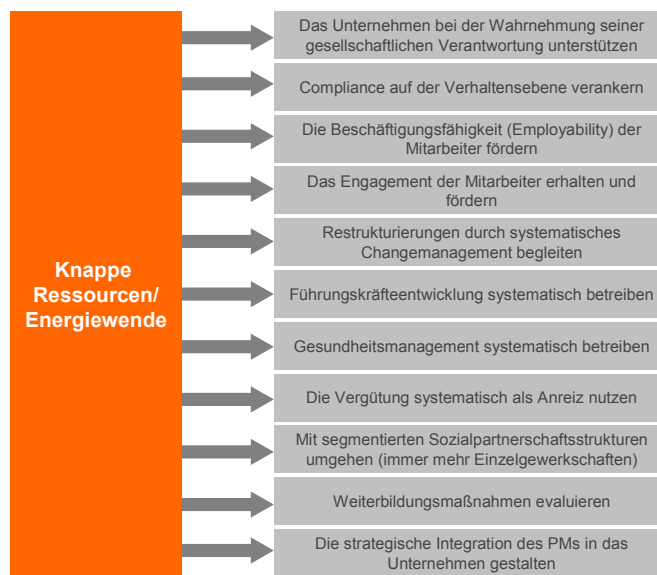 Das Unternehmen bei der Wahrnehmung seiner
gesellschaftlichen Verantwortung unterstützen
Compliance auf der Verhaltensebene verankern
Die Beschäftigungsfähigkeit (Employability) der
Mitarbeiter fördern
Das Engagement der Mitarbeiter erhalten und
fördern
Restrukturierungen durch systematisches
Changemanagement begleiten
Knappe
Ressourcen/
Energiewende
Führungskräfteentwicklung systematisch betreiben
Gesundheitsmanagement systematisch betreiben
Die Vergütung systematisch als Anreiz nutzen
Mit segmentierten Sozialpartnerschaftsstrukturen
umgehen (immer mehr Einzelgewerkschaften)
Weiterbildungsmaßnahmen evaluieren
Die strategische Integration des PMs in das
Unternehmen gestalten